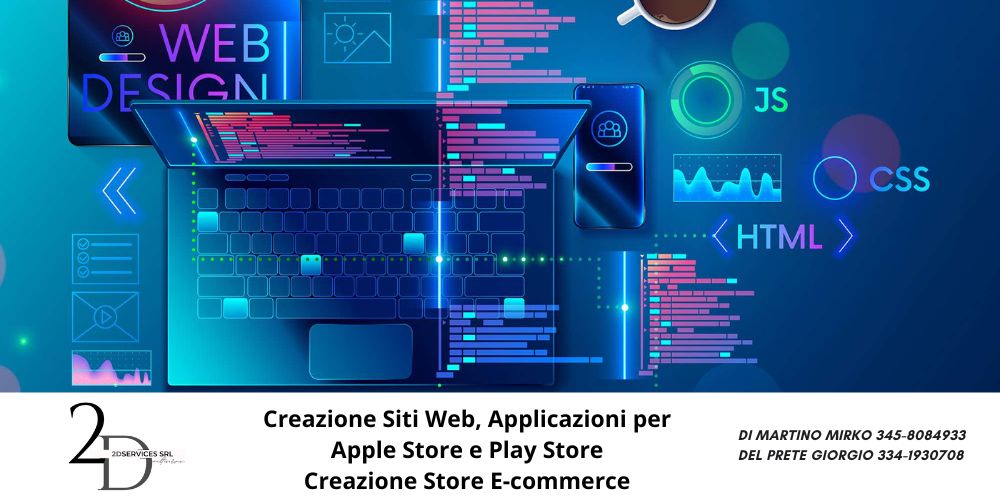 WEB
DESIGN
JS
CSS
HTML
2D
2DSERVICES SRL
Creazione Siti Web, Applicazioni per
Apple Store e Play Store
Creazione Store E-commerce
DI MARTINO MIRKO 345-8084933
DEL PRETE GIORGIO 334-1930708